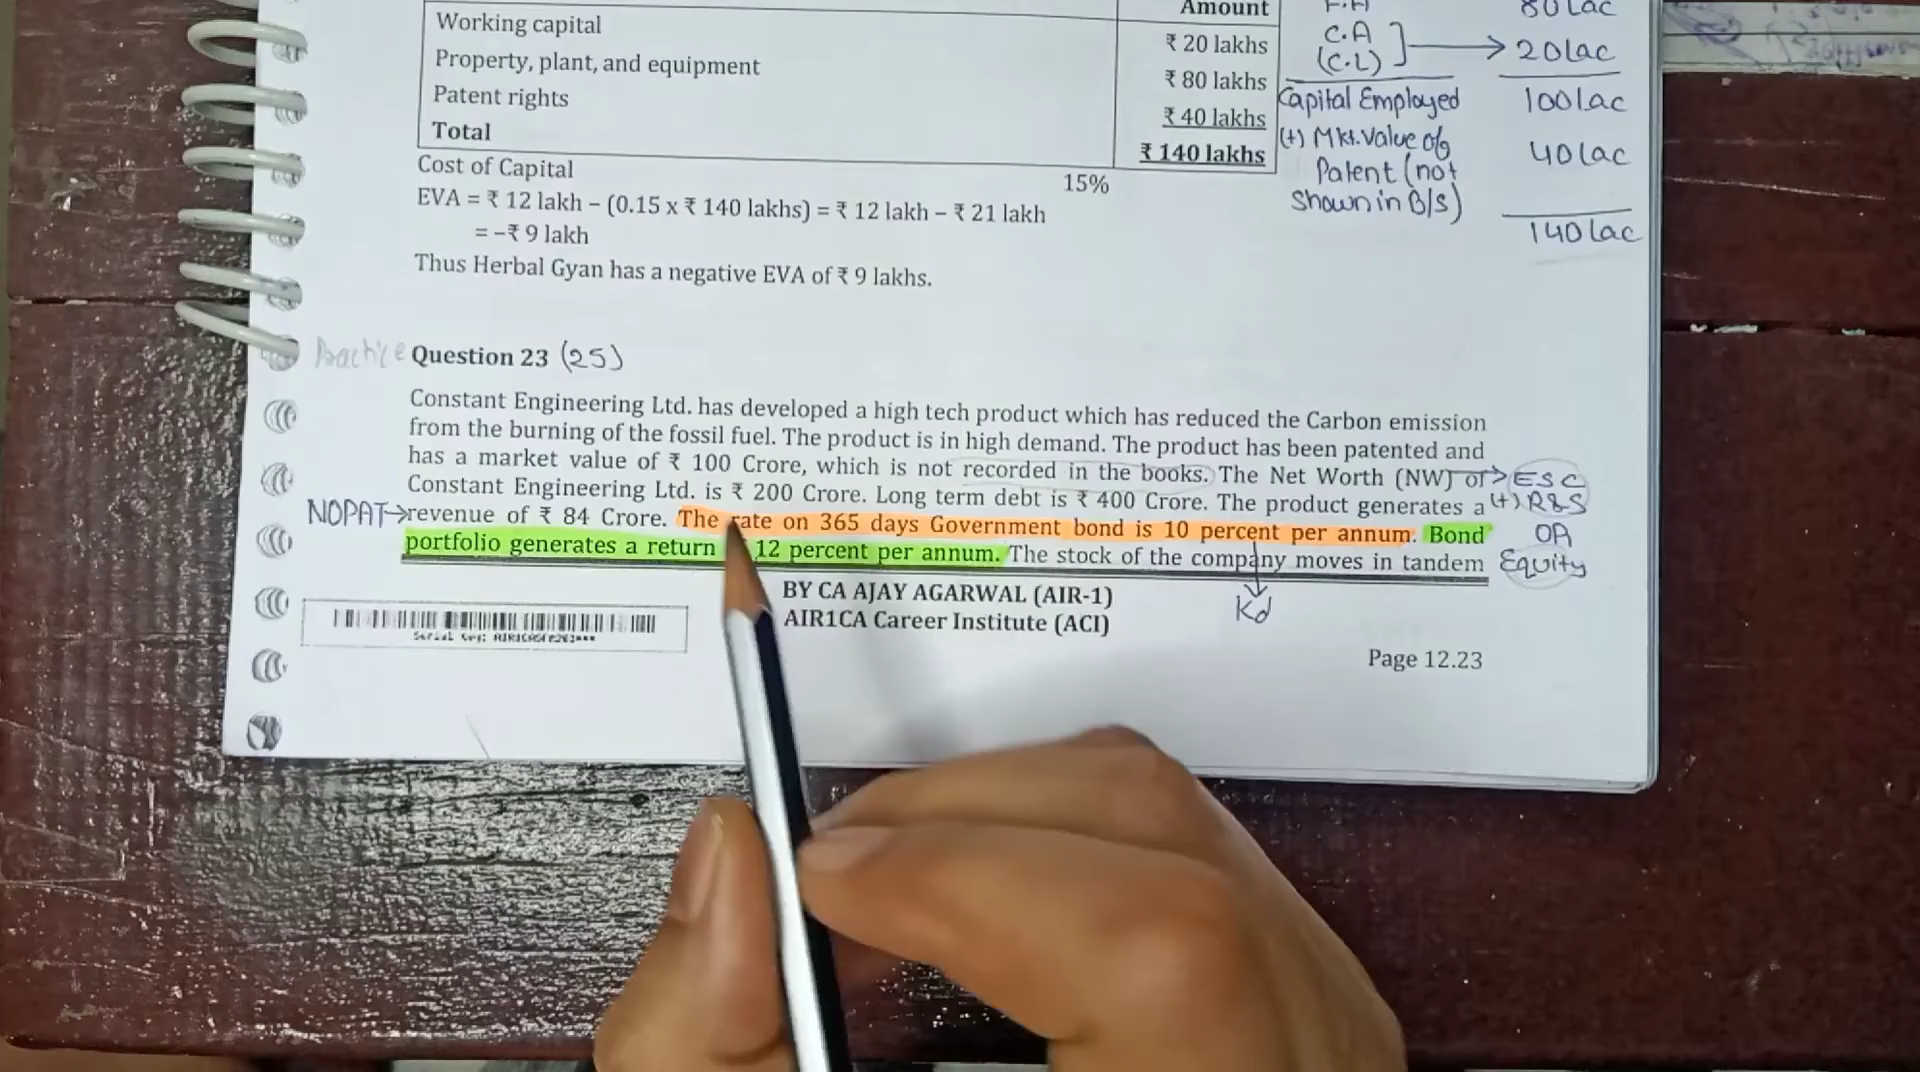 Amount
Working capital ₹ 20 lakhs
Property, plant, and equipment ₹ 80 lakhs
Patent rights ₹ 40 lakhs
Total ₹ 140 lakhs
80 Lac
C.A
(C.L) 20 Lac
Capital Employed 100 Lac
(+) Mkt. Value of 40 Lac
Patent (not
Shown in B/S)
140 Lac
Cost of Capital 15%
EVA = ₹ 12 lakh – (0.15 x ₹ 140 lakhs) = ₹ 12 lakh – ₹ 21 lakh
= –₹ 9 lakh
Thus Herbal Gyan has a negative EVA of ₹ 9 lakhs.
Practice Question 23 (25)
Constant Engineering Ltd. has developed a high tech product which has reduced the Carbon emission
from the burning of the fossil fuel. The product is in high demand. The product has been patented and
has a market value of ₹ 100 Crore, which is not recorded in the books. The Net Worth (NW) of
Constant Engineering Ltd. is ₹ 200 Crore. Long term debt is ₹ 400 Crore. The product generates a
revenue of ₹ 84 Crore. The rate on 365 days Government bond is 10 percent per annum. Bond
portfolio generates a return 12 percent per annum. The stock of the company moves in tandem
NOPAT
ESC
(+) R&S
OR
Equity
Kd
BY CA AJAY AGARWAL (AIR-1)
AIR1CA Career Institute (ACI)
Page 12.23